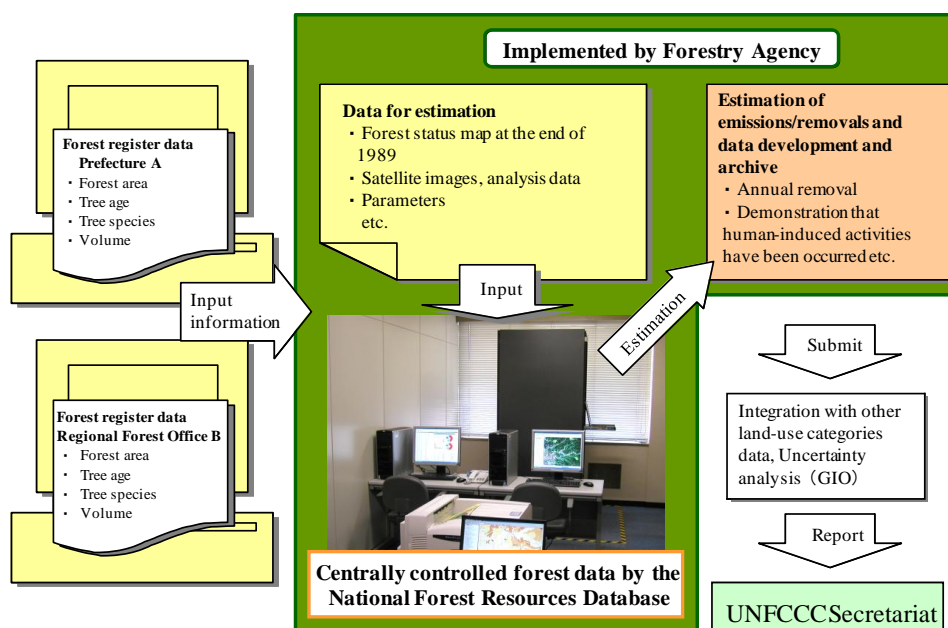 Implemented by Forestry Agency
Forest register data
Prefecture A
・ Forest area
・ Tree age
・ Tree species
・ Volume
Forest register data
Regional Forest Office B
・ Forest area
・ Tree age
・ Tree species
・ Volume
Input
information
Data for estimation
・ Forest status map at the end of
1989
・ Satellite images, analysis data
・ Parameters
etc.
Input
Estimation
Centrally controlled forest data by the
National Forest Resources Database
Estimation of
emissions/removals and
data development and
archive
・ Annual removal
・ Demonstration that
human-induced activities
have been occurred etc.
Submit
Integration with other
land-use categories
data, Uncertainty
analysis（GIO）
Report
UNFCCC Secretariat